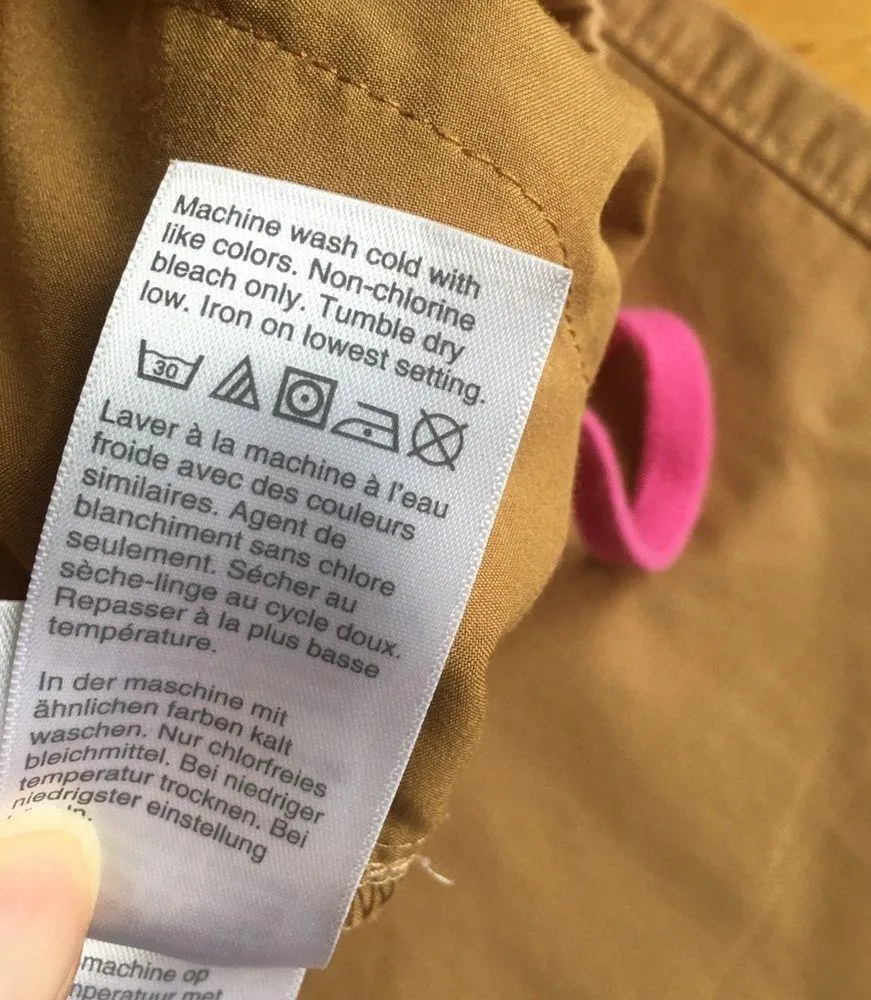 Machine wash cold with
like colors. Non-chlorine
bleach only. Tumble dry
low. Iron on lowest setting.
30
Laver à la machine à l'eau
froide avec des couleurs
similaires. Agent de
blanchiment sans chlore
seulement. Sécher au
sèche-linge au cycle doux.
Repasser à la plus basse
température.
In der maschine mit
ähnlichen farben kalt
waschen. Nur chlorfreies
bleichmittel. Bei niedriger
temperatur trocknen. Bei
niedrigster einstellung
machine op